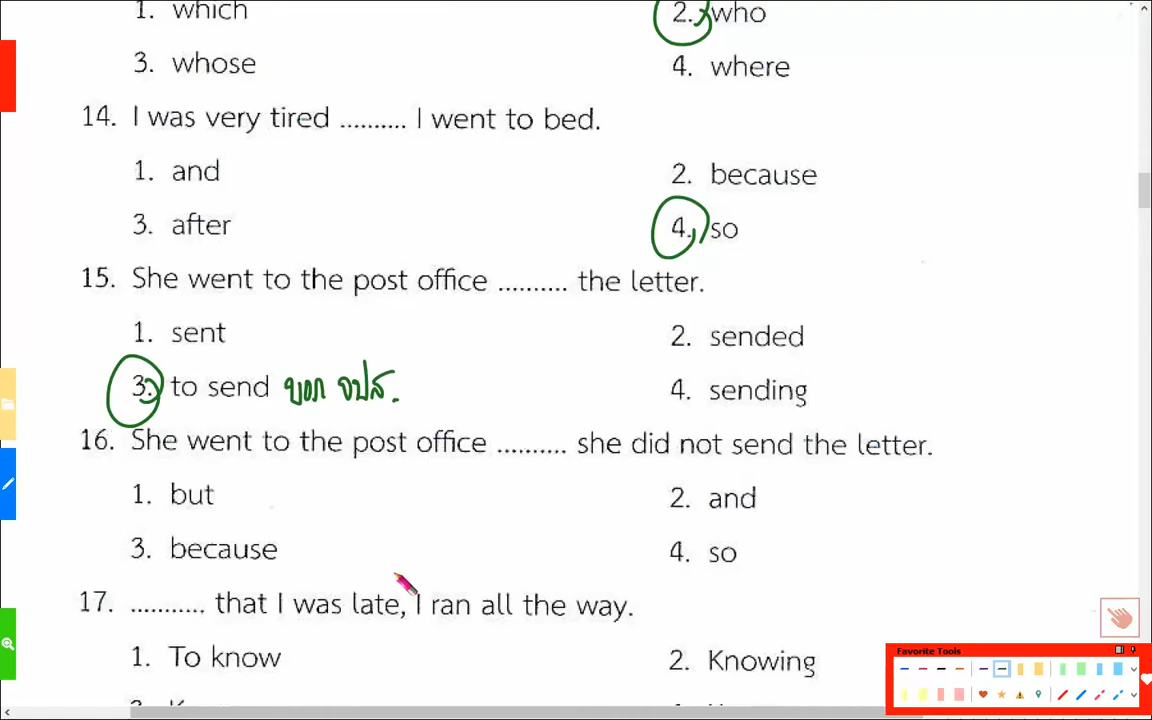 1. which 2. who
3. whose 4. where
14. I was very tired .......... I went to bed.
1. and 2. because
3. after 4. so
15. She went to the post office .......... the letter.
1. sent 2. sended
3. to send บอก จปส. 4. sending
16. She went to the post office .......... she did not send the letter.
1. but 2. and
3. because 4. so
17. ........... that I was late, I ran all the way.
1. To know 2. Knowing
Favorite Tools